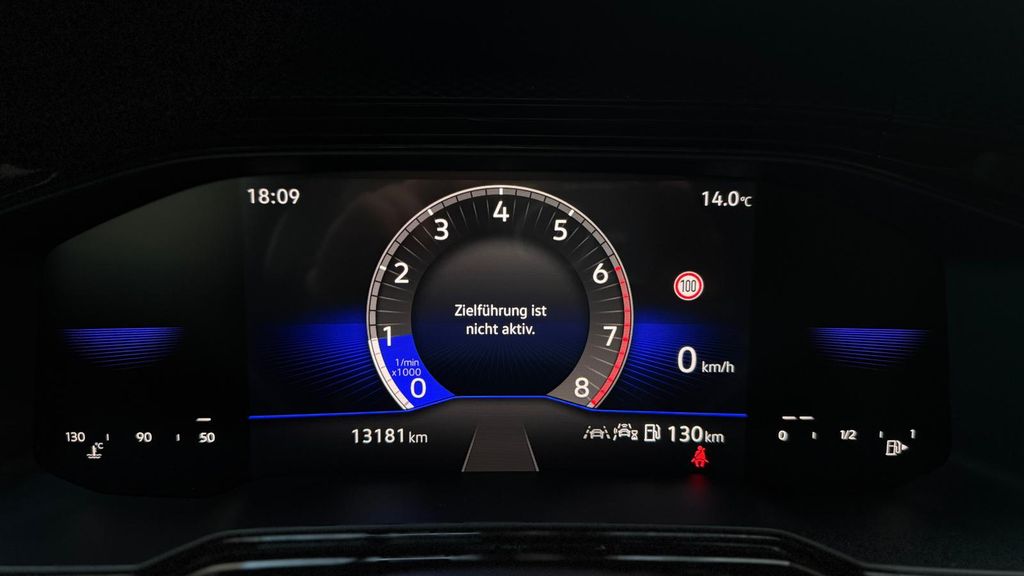 18:09
14.0°C
4
3
5
2
6
100
Zielführung ist
nicht aktiv.
1
7
1/min
x1000
0
8
0 km/h
13181 km
130 km
130
°C
90
50
0
1/2
1